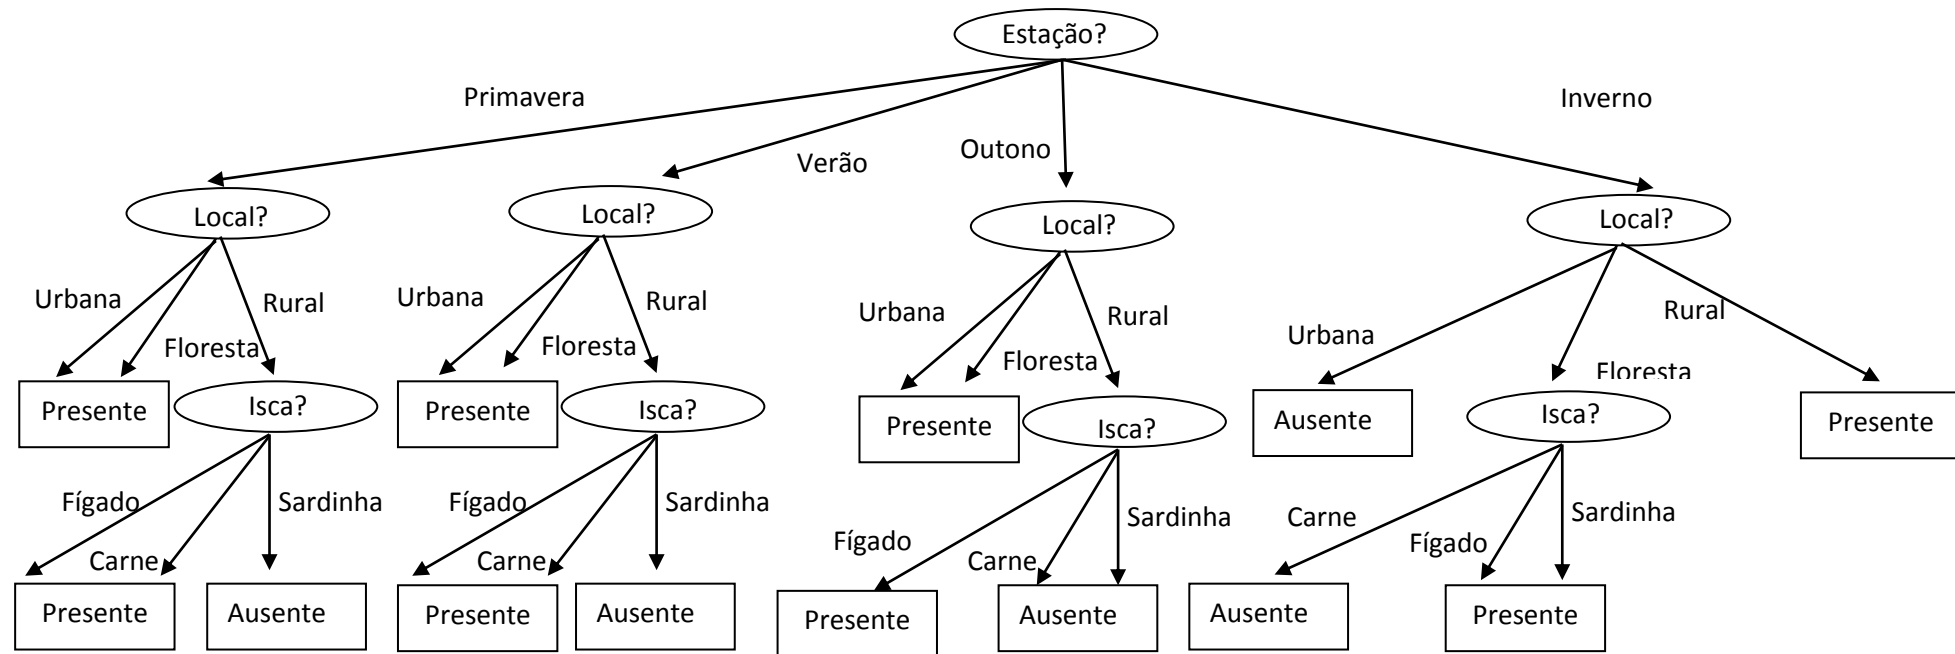 Estação?
Primavera
Inverno
Verão
Outono
Local?
Local?
Local?
Local?
Urbana
Floresta
Rural
Urbana
Floresta
Rural
Urbana
Floresta
Rural
Urbana
Floresta
Rural
Presente
Isca?
Presente
Isca?
Presente
Isca?
Ausente
Isca?
Presente
Fígado
Carne
Sardinha
Fígado
Carne
Sardinha
Fígado
Carne
Sardinha
Carne
Fígado
Sardinha
Presente
Ausente
Presente
Ausente
Presente
Ausente
Ausente
Presente